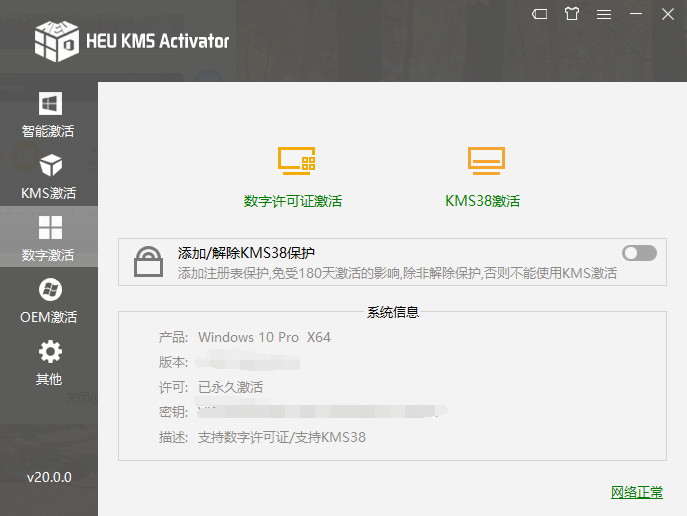 HEU KMS Activator
智能激活
KMS激活
数字激活
OEM激活
其他
v20.0.0
数字许可证激活
KMS38激活
添加/解除KMS38保护
添加注册表保护,免受180天激活的影响,除非解除保护,否则不能使用KMS激活
系统信息
产品: Windows 10 Pro X64
版本:
许可: 已永久激活
密钥:
描述: 支持数字许可证/支持KMS38
网络正常